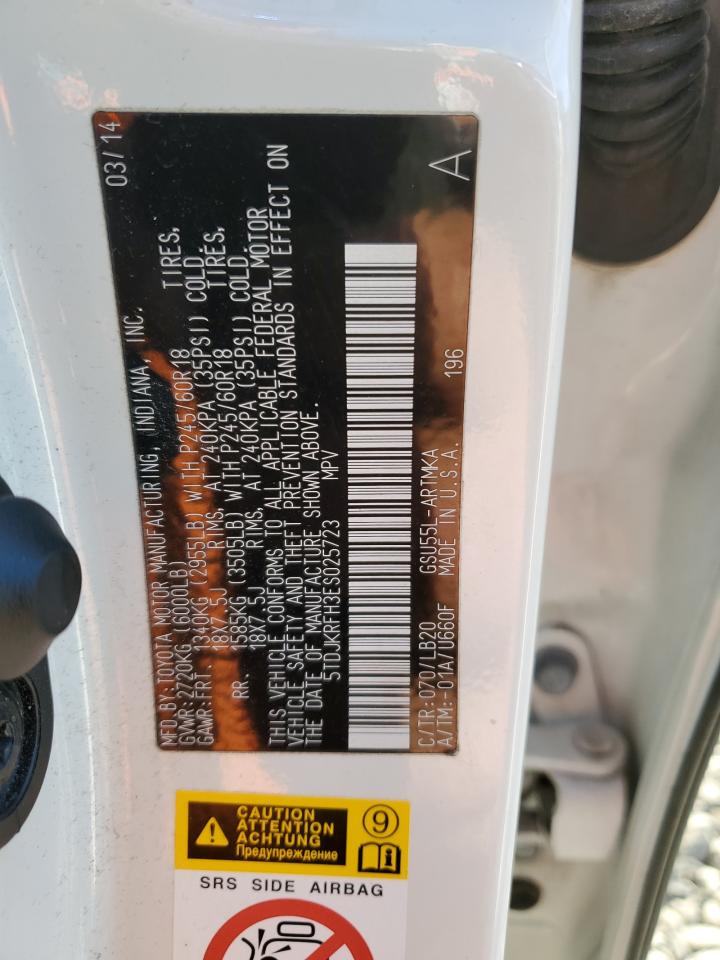 MFD. BY: TOYOTA MOTOR MANUFACTURING, INDIANA, INC. 03/14
GVWR: 2720KG (6000LB)
GAWR: FRT. 1340KG (2955LB) WITH P245/60R18 TIRES,
18X7.5J RIMS, AT 240KPA (35PSI) COLD
RR. 1585KG (3505LB) WITH P245/60R18 TIRES,
18X7.5J RIMS, AT 240KPA (35PSI) COLD
THIS VEHICLE CONFORMS TO ALL APPLICABLE FEDERAL MOTOR
VEHICLE SAFETY AND THEFT PREVENTION STANDARDS IN EFFECT ON
THE DATE OF MANUFACTURE SHOWN ABOVE.
5TDJKRFH3ES025723 MPV
C/TR: 070/LB20 GSU55L-ARTMKA 196 A
A/TM: -01A/U660F MADE IN U.S.A.
CAUTION
ATTENTION
ACHTUNG
Предупреждение
9
i
SRS SIDE AIRBAG